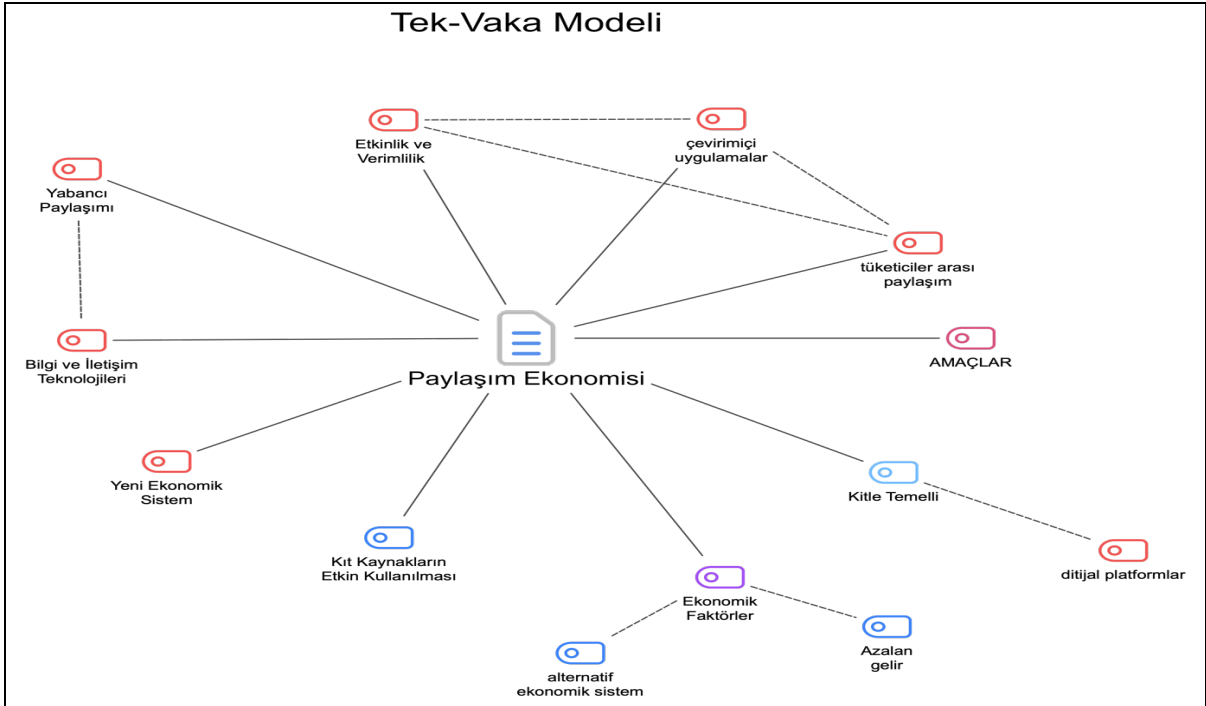 Tek-Vaka Modeli
Etkinlik ve
Verimlilik
çevirimiçi
uygulamalar
Yabancı
Paylaşımı
tüketiciler arası
paylaşım
Bilgi ve İletişim
Teknolojileri
AMAÇLAR
Paylaşım Ekonomisi
Yeni Ekonomik
Sistem
Kitle Temelli
Kıt Kaynakların
Etkin Kullanılması
ditijal platformlar
Ekonomik
Faktörler
Azalan
gelir
alternatif
ekonomik sistem